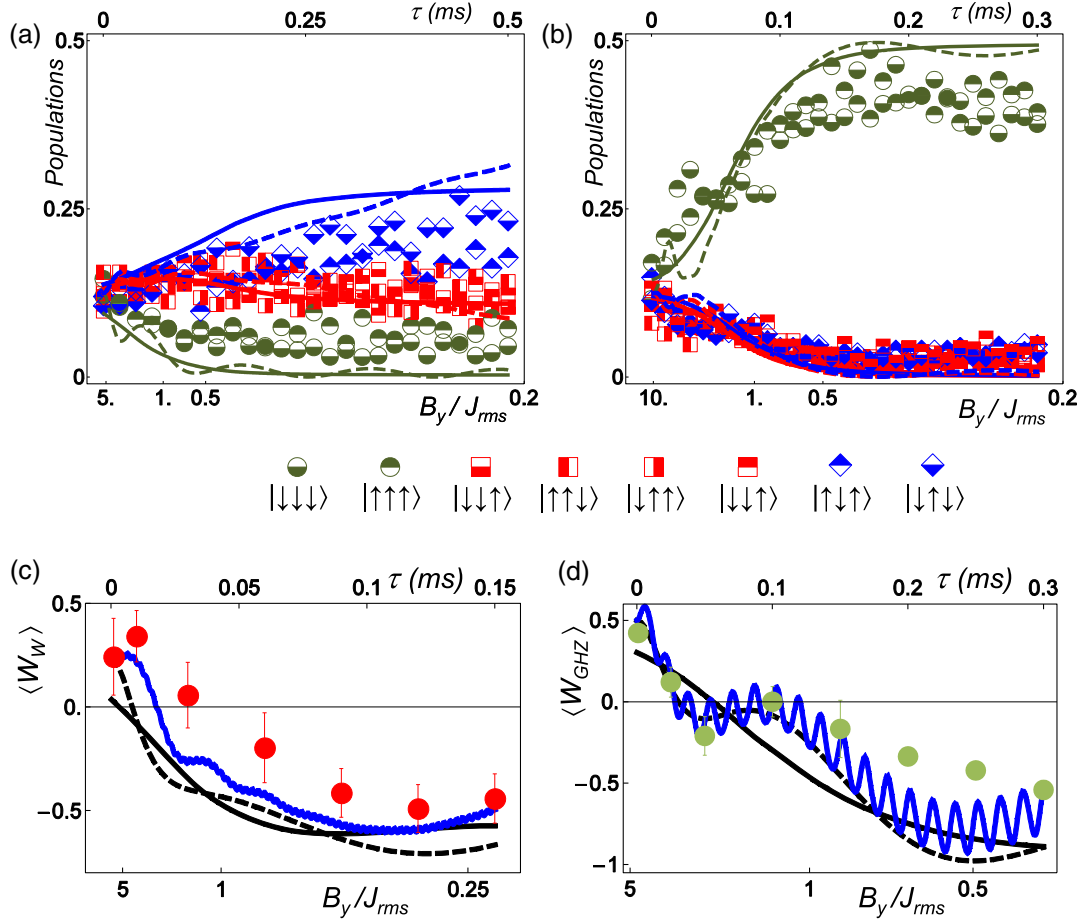 (a)
0 0.25 τ (ms) 0.5
Populations
0.5
0.25
0
5. 1. 0.5 B_y / J_rms 0.2
(b)
0 0.1 0.2 τ (ms) 0.3
Populations
0.5
0.25
0
10. 1. 0.5 B_y / J_rms 0.2
|↓↓↓⟩ |↑↑↑⟩ |↓↓↑⟩ |↑↑↓⟩ |↓↑↑⟩ |↓↓↑⟩ |↑↓↑⟩ |↓↑↓⟩
(c)
0 0.05 0.1 τ (ms) 0.15
⟨W_W⟩
0.5
0.
−0.5
5 1 B_y/J_rms 0.25
(d)
0 0.1 0.2 τ (ms) 0.3
⟨W_GHZ⟩
0.5
0.
−0.5
−1
5 1 B_y/J_rms 0.5